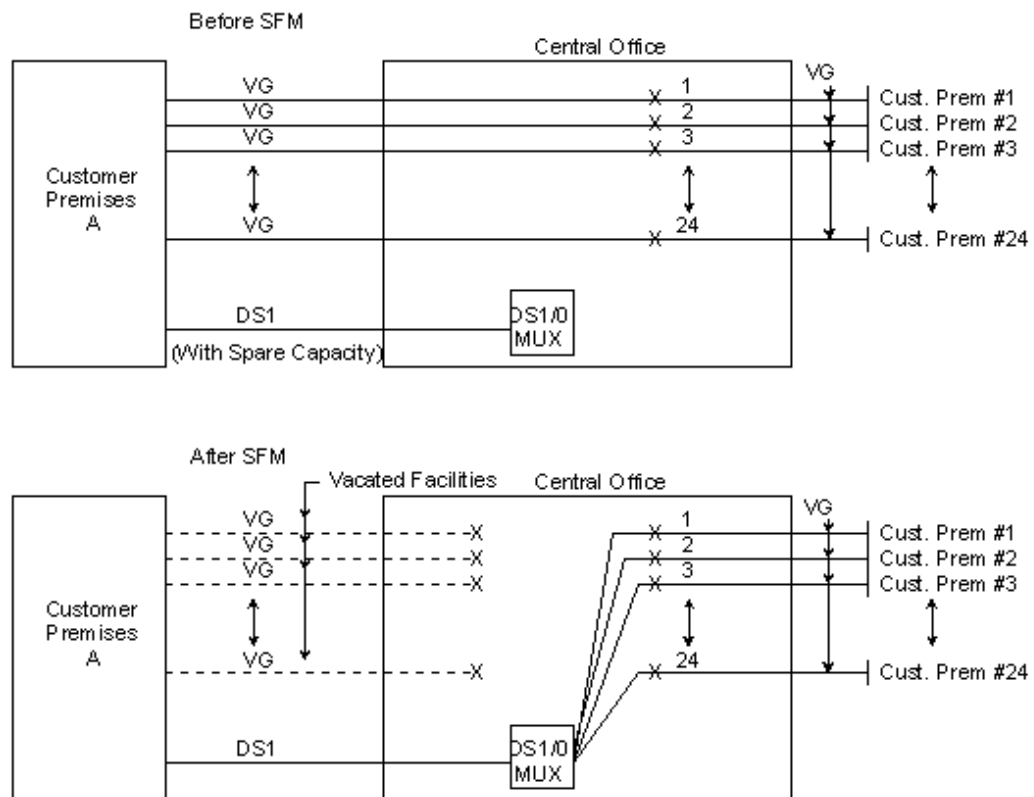 Before SFM
Central Office
VG
VG 1 Cust. Prem #1
VG 2 Cust. Prem #2
VG 3 Cust. Prem #3
Customer
Premises
A
VG 24 Cust. Prem #24
DS1 DS1/0
MUX
(With Spare Capacity)
After SFM
Vacated Facilities Central Office
VG
VG X X 1 Cust. Prem #1
VG X X 2 Cust. Prem #2
VG X X 3 Cust. Prem #3
Customer
Premises
A
VG X X 24 Cust. Prem #24
DS1 DS1/0
MUX